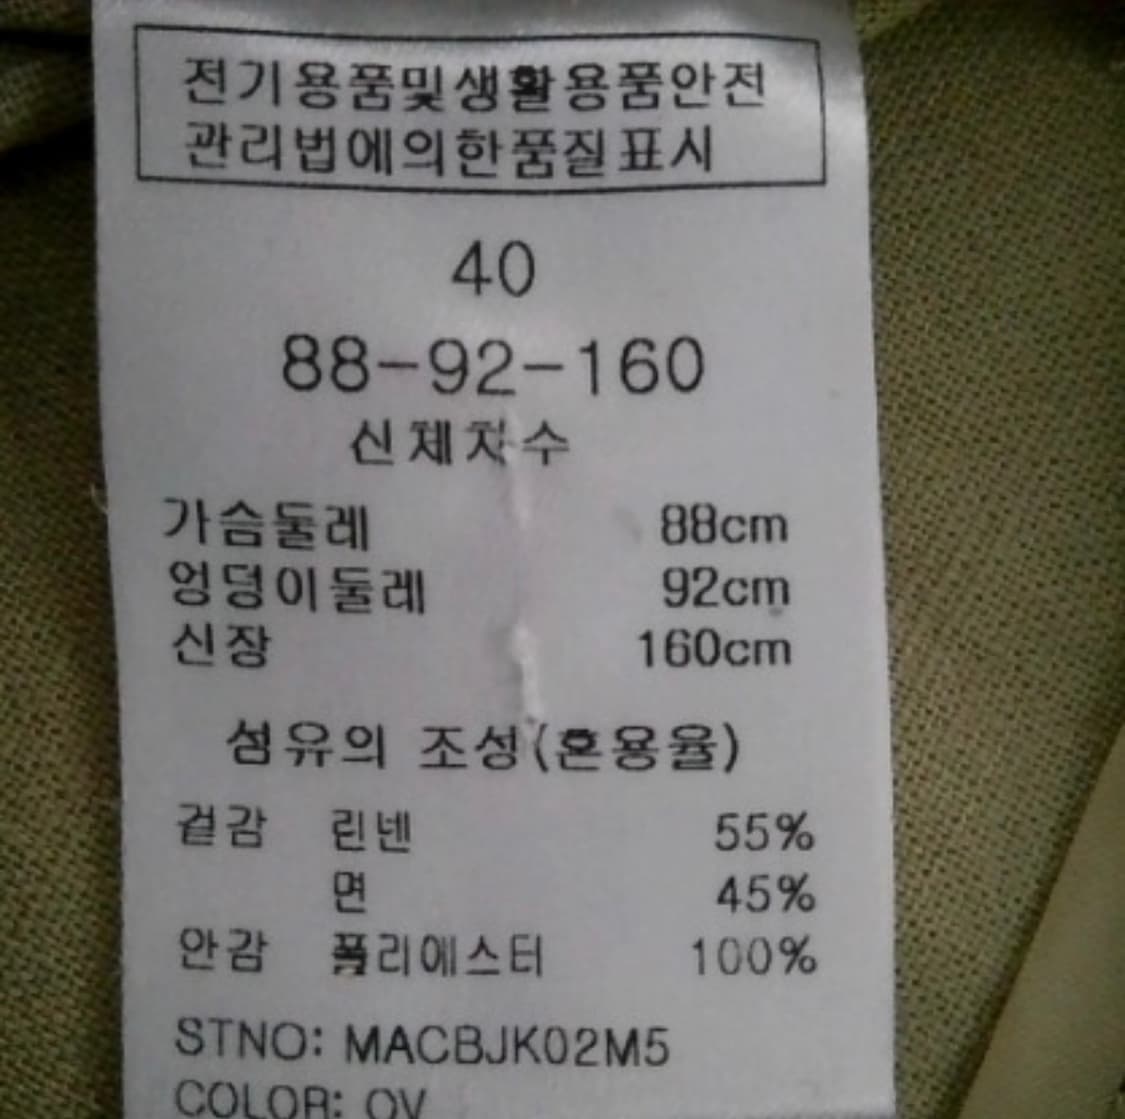 전기용품및생활용품안전
관리법에의한품질표시
40
88-92-160
신체치수
가슴둘레 88cm
엉덩이둘레 92cm
신장 160cm
섬유의 조성(혼용율)
겉감 린넨 55%
면 45%
안감 폴리에스터 100%
STNO: MACBJK02M5
COLOR: OV